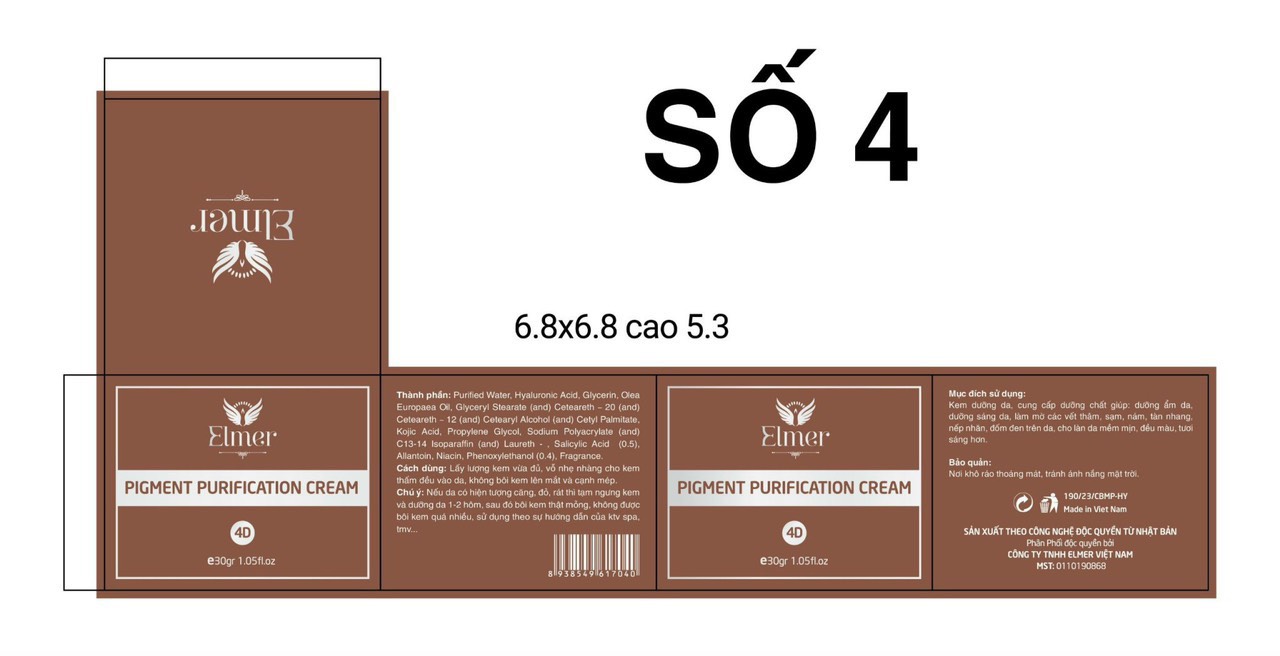 SỐ 4
Elmer
6.8x6.8 cao 5.3
Elmer
PIGMENT PURIFICATION CREAM
4D
e30gr 1.05fl.oz
Thành phần: Purified Water, Hyaluronic Acid, Glycerin, Olea
Europaea Oil, Glyceryl Stearate (and) Ceteareth – 20 (and)
Ceteareth – 12 (and) Cetearyl Alcohol (and) Cetyl Palmitate,
Kojic Acid, Propylene Glycol, Sodium Polyacrylate (and)
C13-14 Isoparaffin (and) Laureth - , Salicylic Acid (0.5),
Allantoin, Niacin, Phenoxylethanol (0.4), Fragrance.
Cách dùng: Lấy lượng kem vừa đủ, vỗ nhẹ nhàng cho kem
thấm đều vào da, không bôi kem lên mắt và cạnh mép.
Chú ý: Nếu da có hiện tượng căng, đỏ, rát thì tạm ngưng kem
và dưỡng da 1-2 hôm, sau đó bôi kem thật mỏng, không được
bôi kem quá nhiều, sử dụng theo sự hướng dẫn của ktv spa,
tmv...
8 938549 617040
Elmer
PIGMENT PURIFICATION CREAM
4D
e30gr 1.05fl.oz
Mục đích sử dụng:
Kem dưỡng da, cung cấp dưỡng chất giúp: dưỡng ẩm da,
dưỡng sáng da, làm mờ các vết thâm, sạm, nám, tàn nhang,
nếp nhăn, đốm đen trên da, cho làn da mềm mịn, đều màu, tươi
sáng hơn.
Bảo quản:
Nơi khô ráo thoáng mát, tránh ánh nắng mặt trời.
190/23/CBMP-HY
Made in Viet Nam
SẢN XUẤT THEO CÔNG NGHỆ ĐỘC QUYỀN TỪ NHẬT BẢN
Phân Phối độc quyền bởi
CÔNG TY TNHH ELMER VIỆT NAM
MST: 0110190868